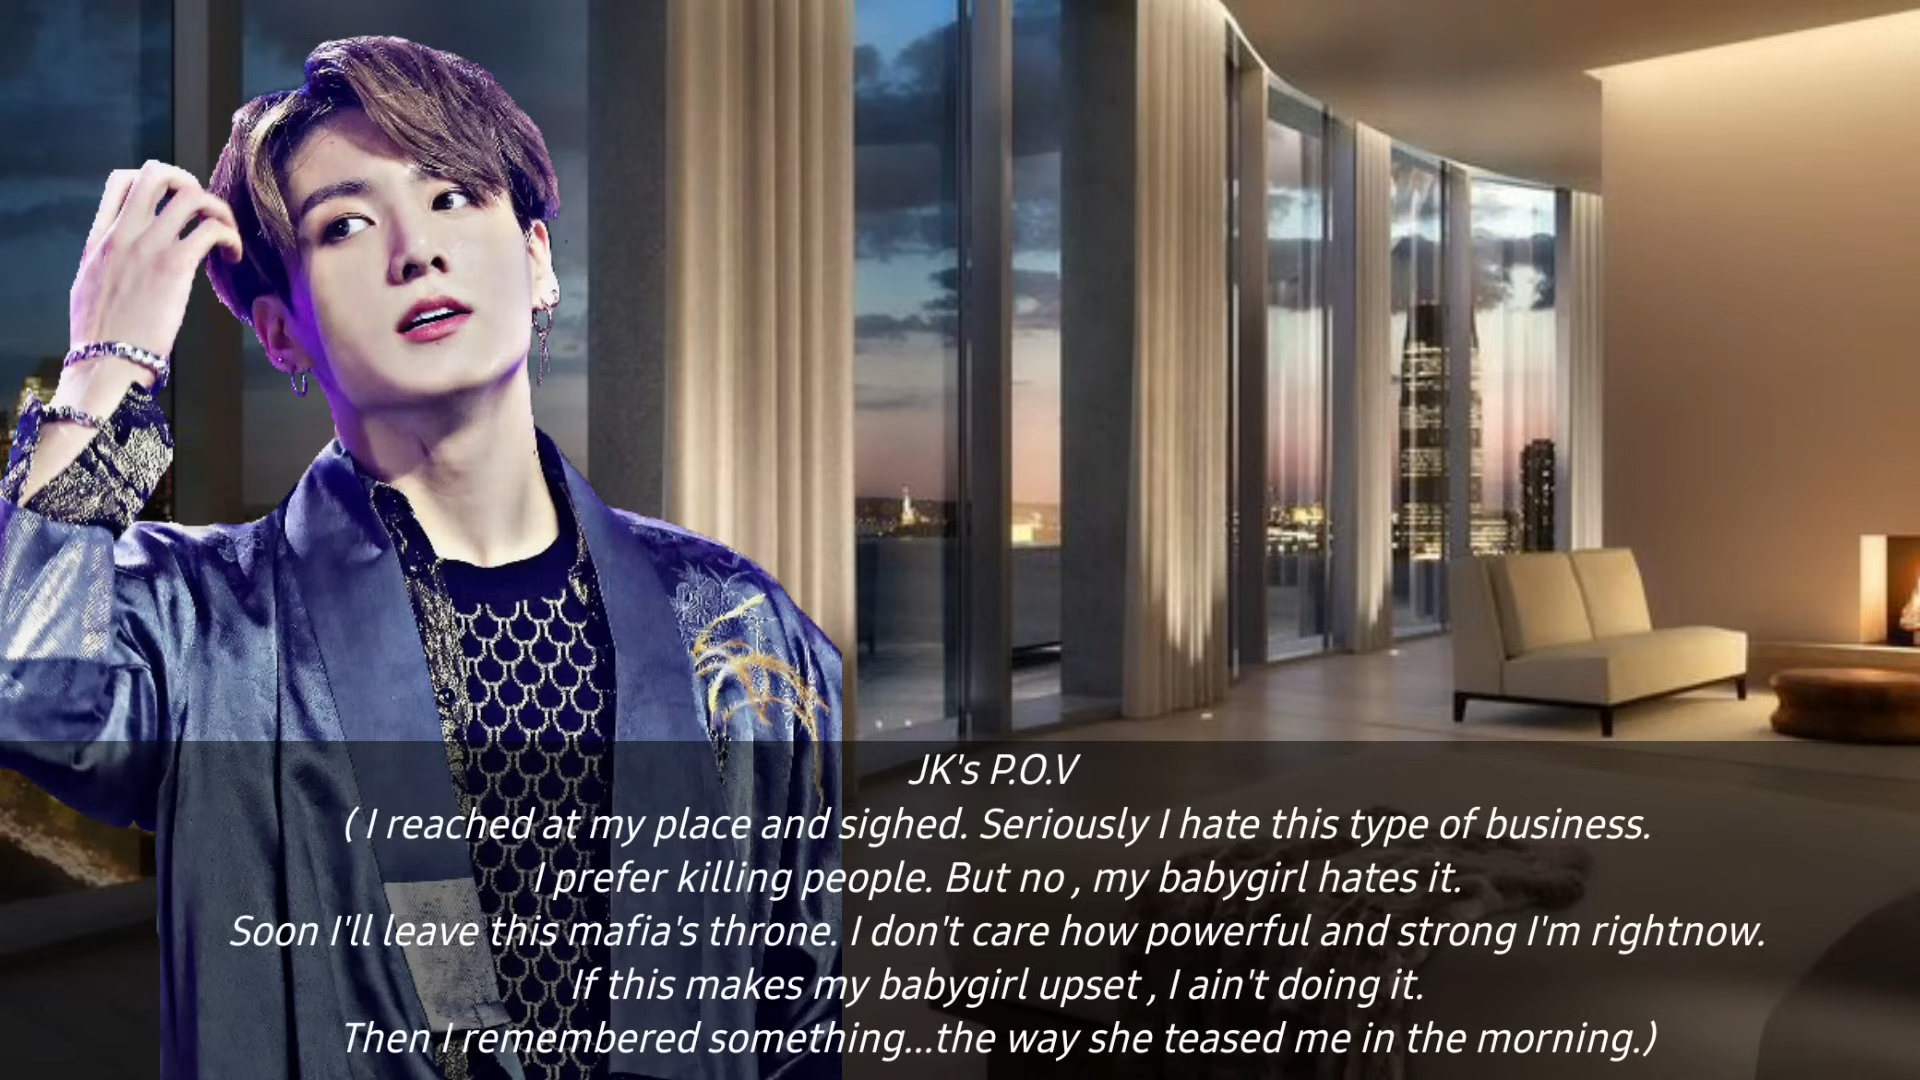 JK's P.O.V
( I reached at my place and sighed. Seriously I hate this type of business.
I prefer killing people. But no , my babygirl hates it.
Soon I'll leave this mafia's throne. I don't care how powerful and strong I'm rightnow.
If this makes my babygirl upset , I ain't doing it.
Then I remembered something...the way she teased me in the morning.)